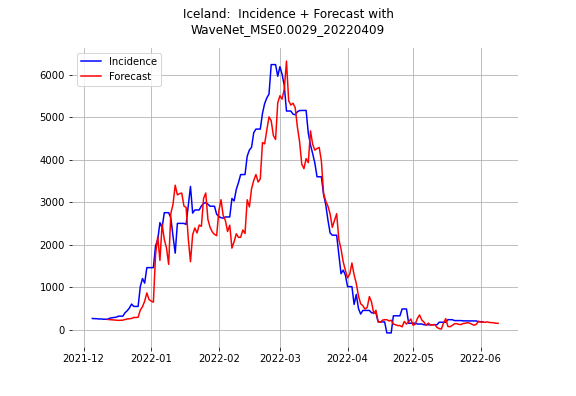 Iceland:  Incidence + Forecast with
WaveNet_MSE0.0029_20220409
Incidence
Forecast
6000
5000
4000
3000
2000
1000
0
2021-12 2022-01 2022-02 2022-03 2022-04 2022-05 2022-06